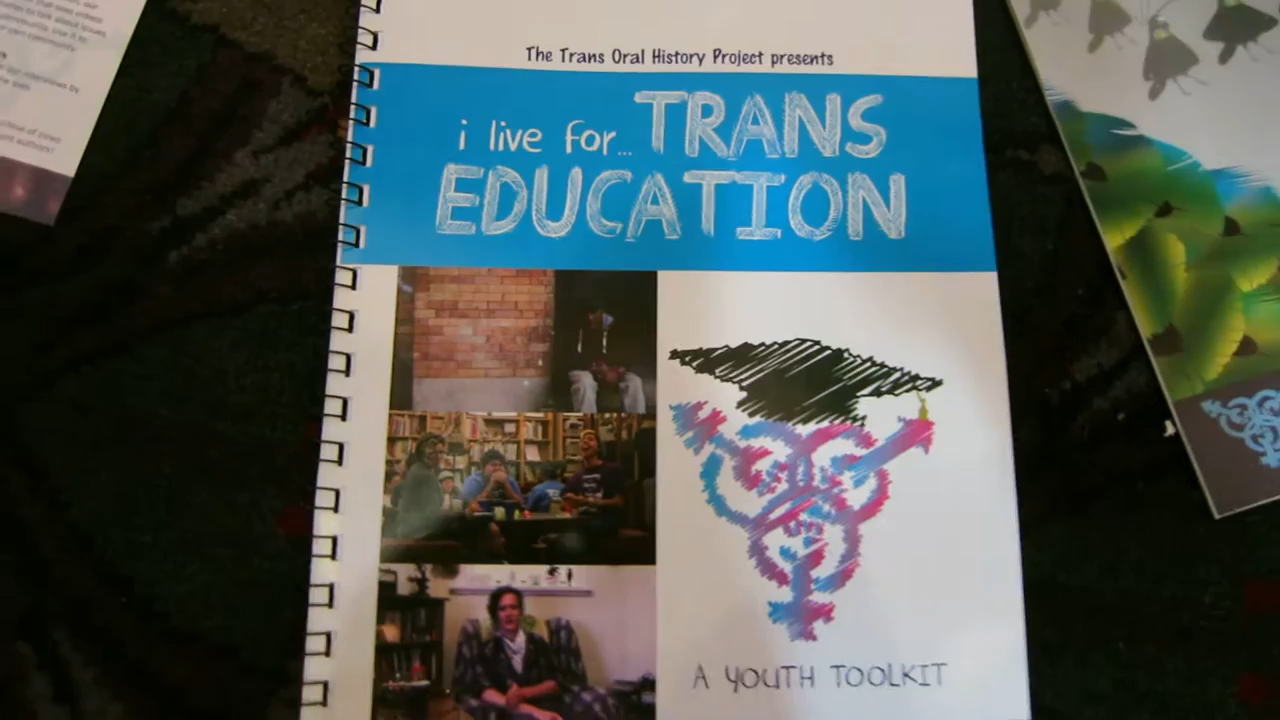 The Trans Oral History Project presents
i live for... TRANS
EDUCATION
A YOUTH TOOLKIT